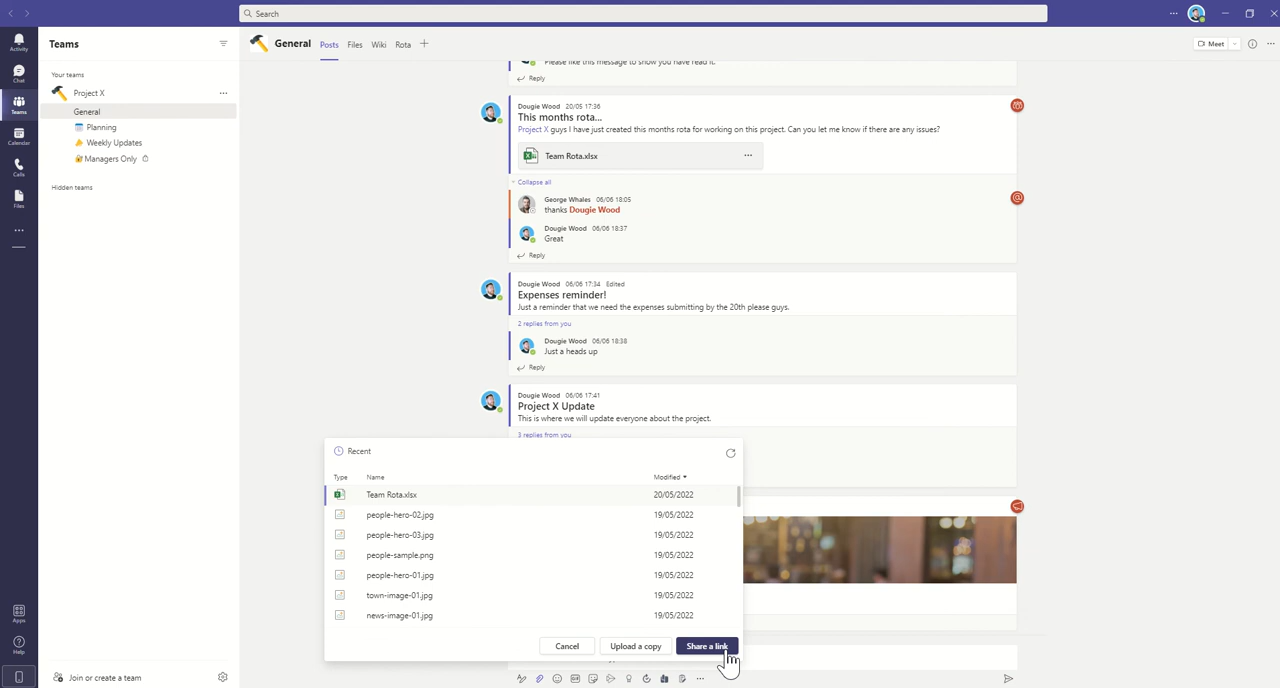 Search
Activity
Chat
Teams
Calendar
Calls
Files
Apps
Help
Teams
Your teams
Project X
General
Planning
Weekly Updates
Managers Only
Hidden teams
Join or create a team
General Posts Files Wiki Rota
Meet
Please like this message to show you have read it.
Reply
Dougie Wood 20/05 17:36
This months rota...
Project X guys I have just created this months rota for working on this project. Can you let me know if there are any issues?
Team Rota.xlsx
Collapse all
George Whales 06/06 18:05
thanks Dougie Wood
Dougie Wood 06/06 18:37
Great
Reply
Dougie Wood 06/06 17:34 Edited
Expenses reminder!
Just a reminder that we need the expenses submitting by the 20th please guys.
2 replies from you
Dougie Wood 06/06 18:38
Just a heads up
Reply
Dougie Wood 06/06 17:41
Project X Update
This is where we will update everyone about the project.
3 replies from you
Recent
Type Name Modified
Team Rota.xlsx 20/05/2022
people-hero-02.jpg 19/05/2022
people-hero-03.jpg 19/05/2022
people-sample.png 19/05/2022
people-hero-01.jpg 19/05/2022
town-image-01.jpg 19/05/2022
news-image-01.jpg 19/05/2022
Cancel Upload a copy Share a link